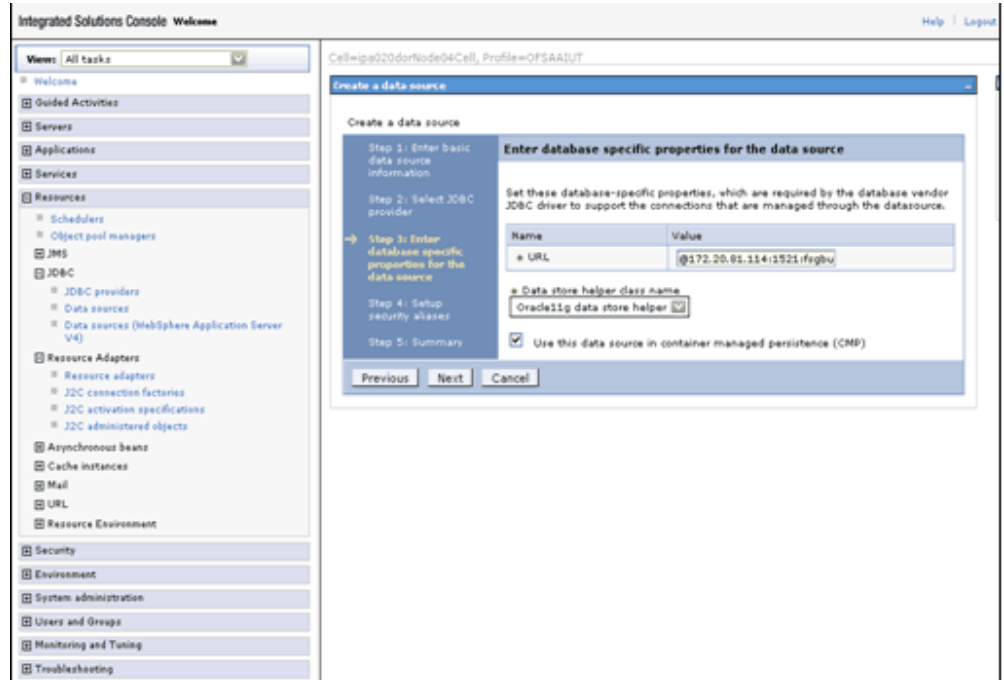 Integrated Solutions Console Welcome
Help | Logout
View: All tasks
Welcome
Guided Activities
Servers
Applications
Services
Resources
Schedulers
Object pool managers
JMS
JDBC
JDBC providers
Data sources
Data sources (WebSphere Application Server
V4)
Resource Adapters
Resource adapters
J2C connection factories
J2C activation specifications
J2C administered objects
Asynchronous beans
Cache instances
Mail
URL
Resource Environment
Security
Environment
System administration
Users and Groups
Monitoring and Tuning
Troubleshooting
Cell=ipa020dorNode04Cell, Profile=OFSAAIUT
Create a data source
Create a data source
Step 1: Enter basic
data source
information
Step 2: Select JDBC
provider
Step 3: Enter
database specific
properties for the
data source
Step 4: Setup
security aliases
Step 5: Summary
Enter database specific properties for the data source
Set these database-specific properties, which are required by the database vendor
JDBC driver to support the connections that are managed through the datasource.
Name Value
URL @172.20.81.114:1521:fsgbu
Data store helper class name
Oracle11g data store helper
Use this data source in container managed persistence (CMP)
Previous Next Cancel